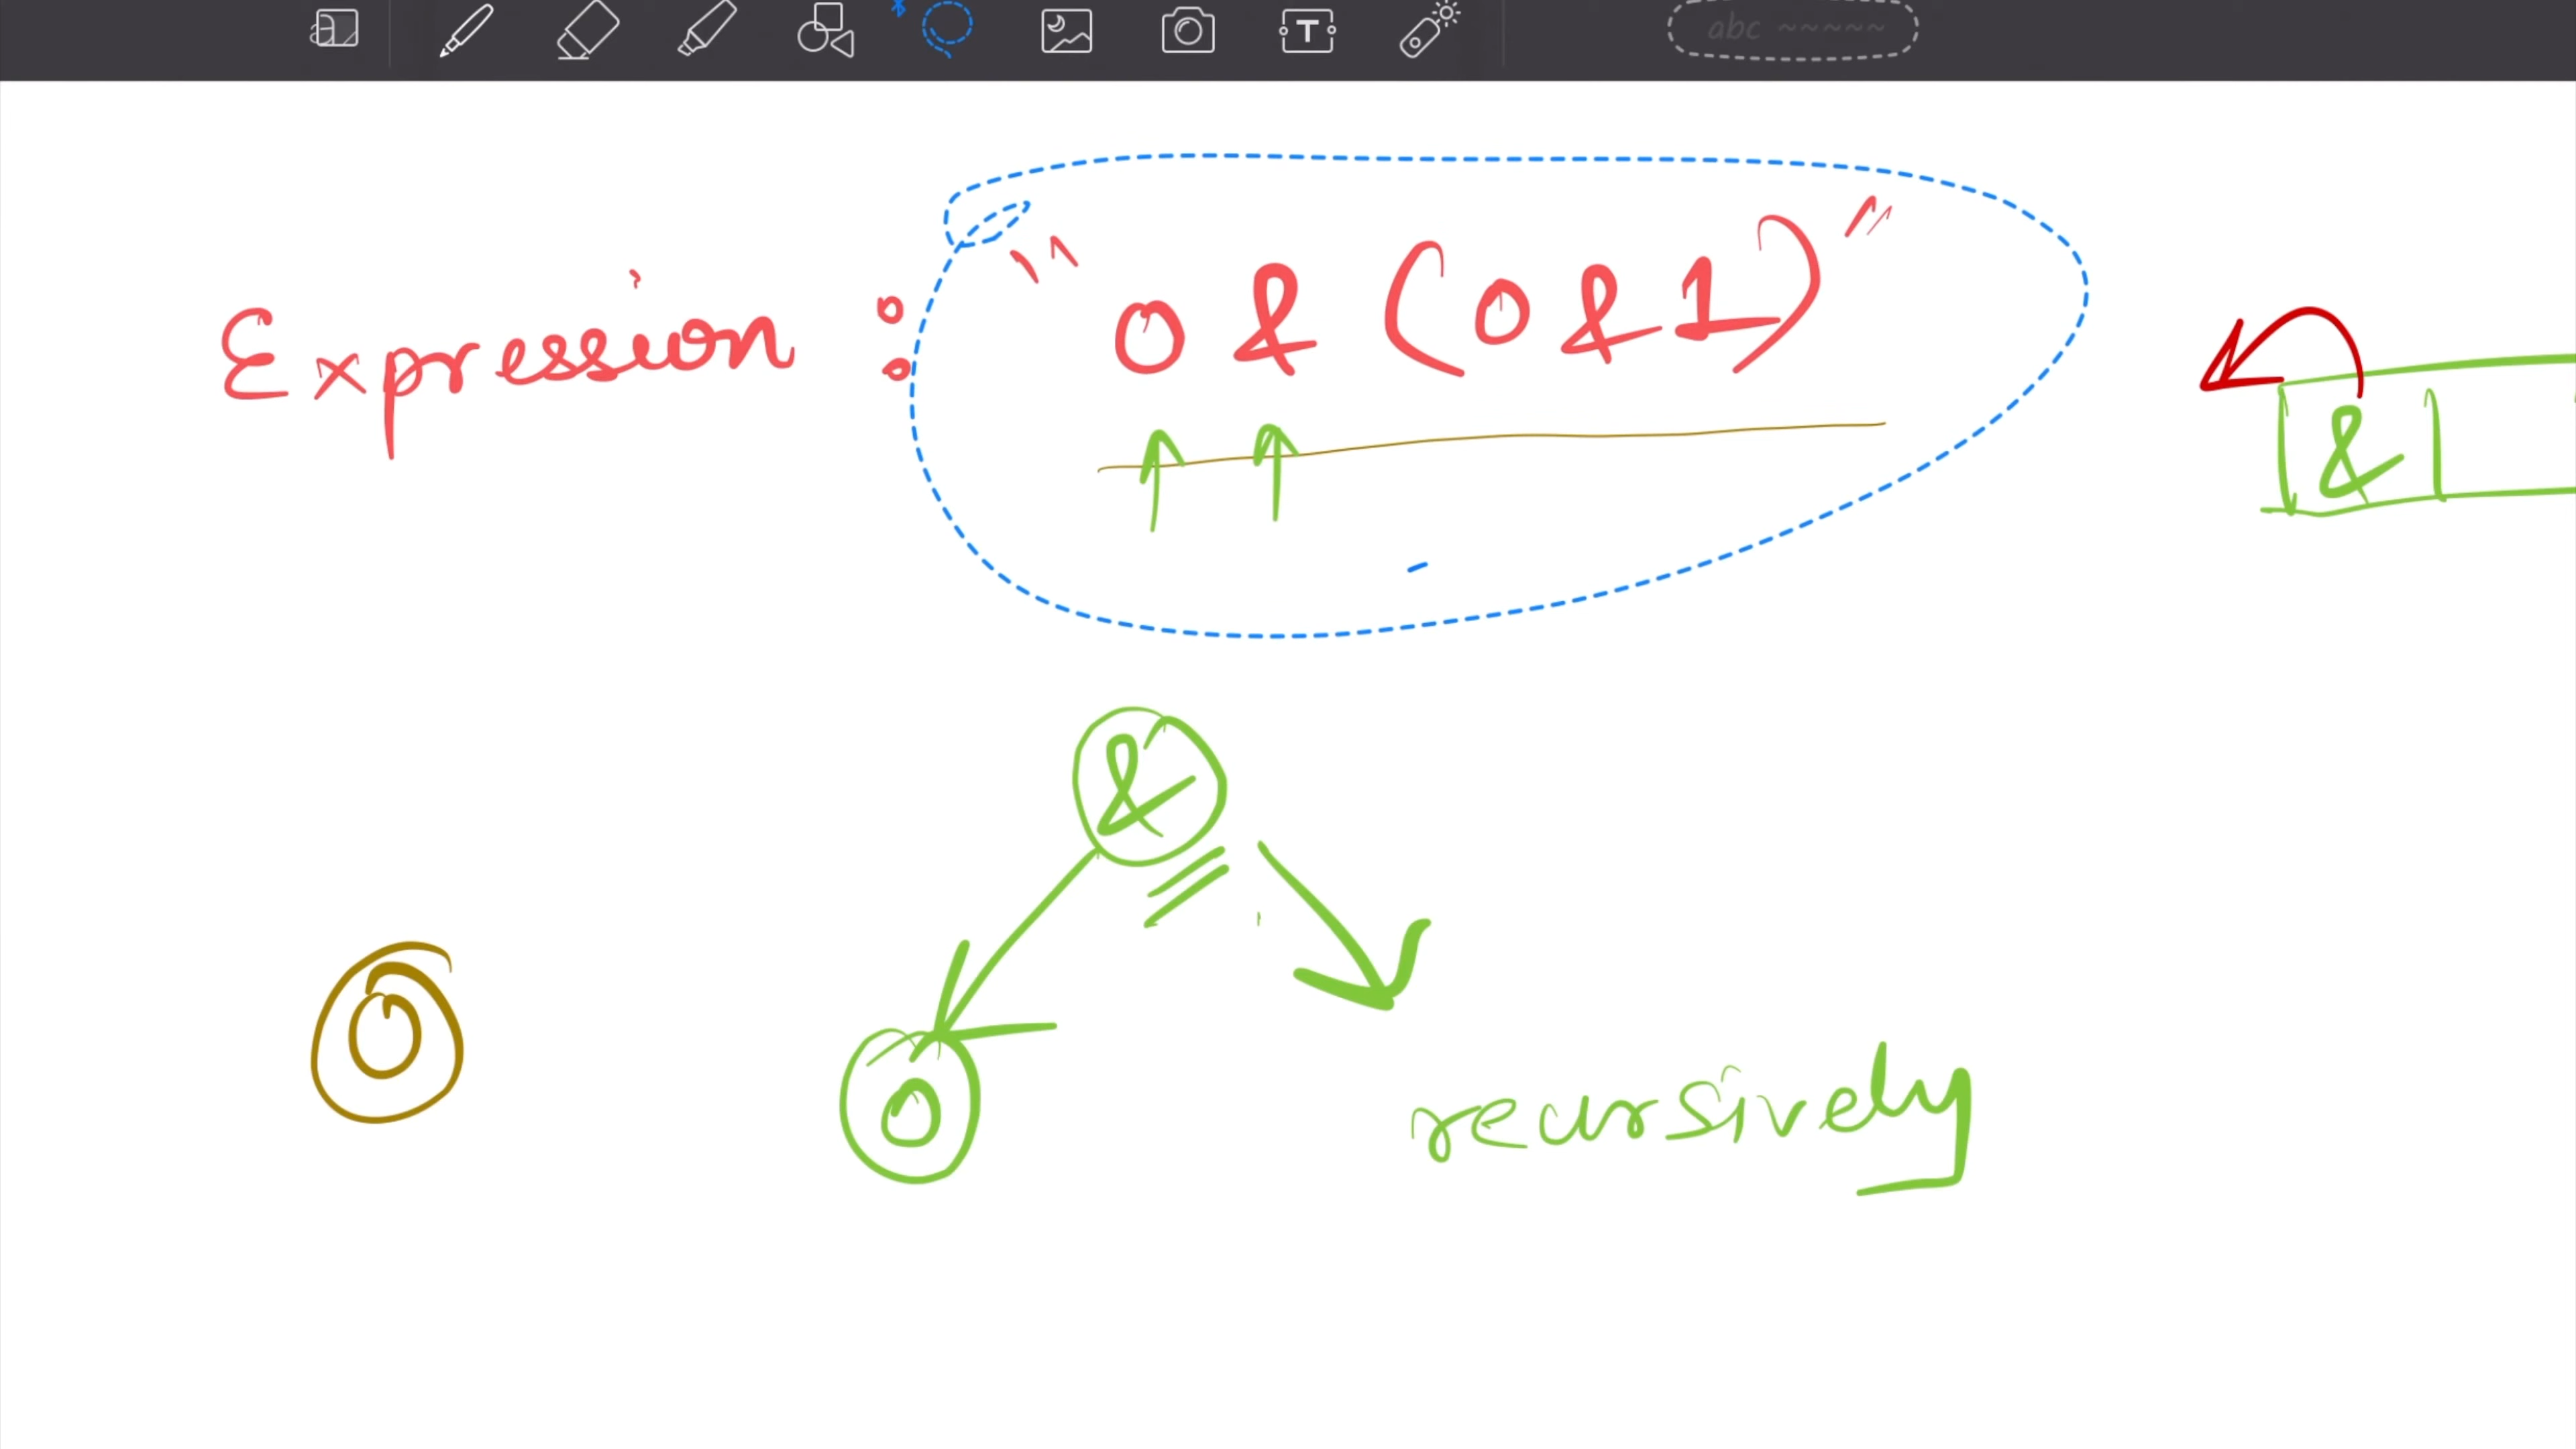 abc ~~~~~
T
Expression : "0 & (0 & 1)"
&
&
0
0
recursively